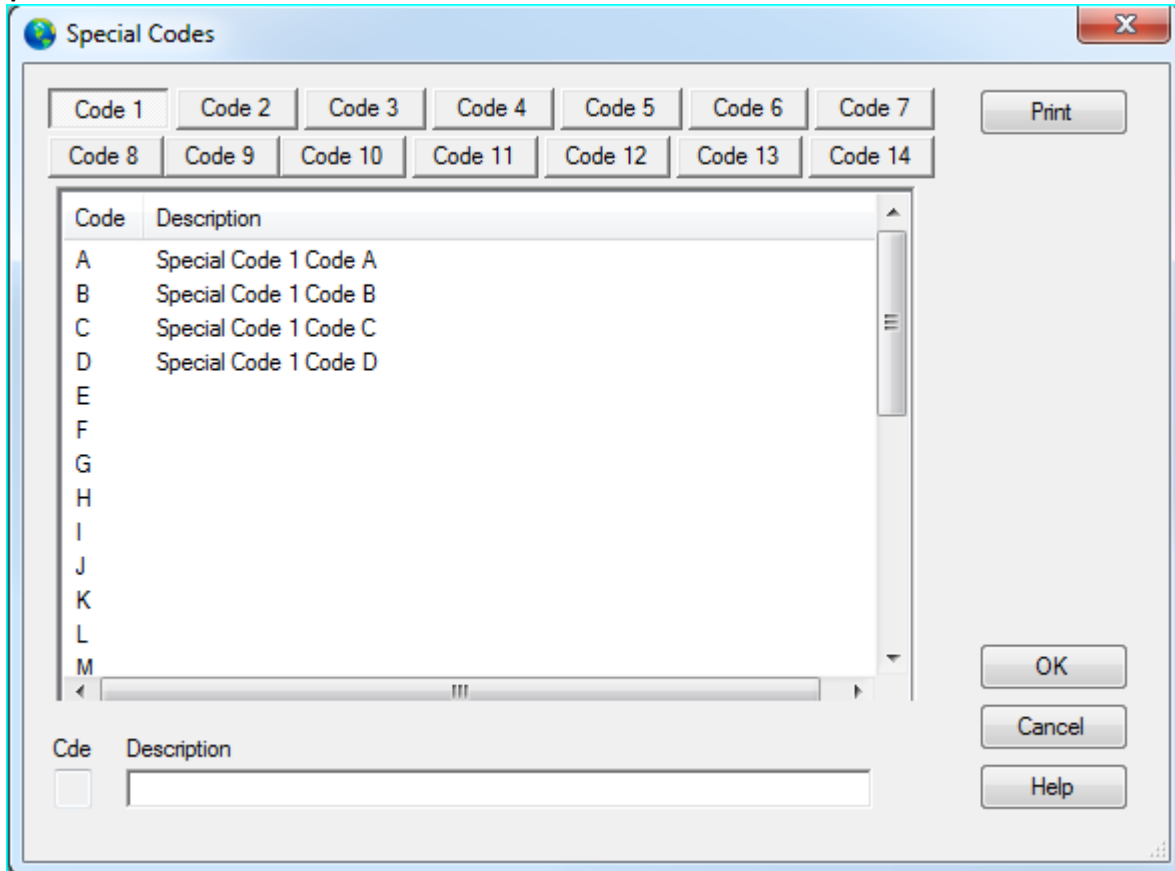 Special Codes
Code 1 Code 2 Code 3 Code 4 Code 5 Code 6 Code 7 Print
Code 8 Code 9 Code 10 Code 11 Code 12 Code 13 Code 14
Code Description
A Special Code 1 Code A
B Special Code 1 Code B
C Special Code 1 Code C
D Special Code 1 Code D
E
F
G
H
I
J
K
L
M
OK
Cancel
Cde Description
Help